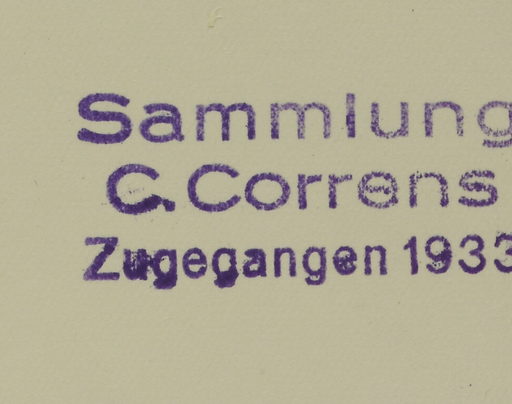 Sammlung
C. Correns
Zugegangen 1933